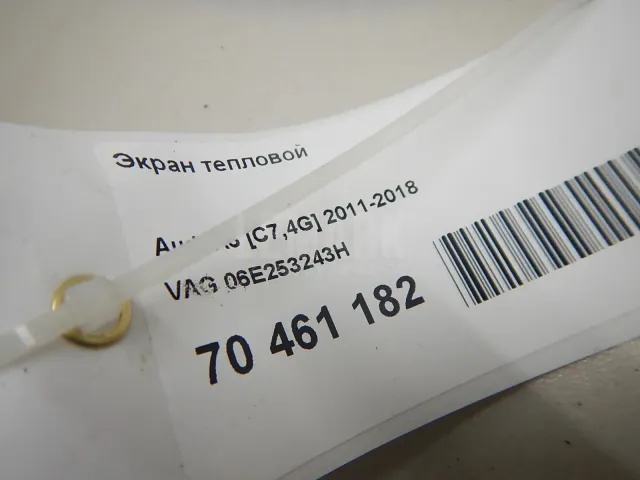 Экран тепловой
[C7,4G] 2011-2018
VAG 06E253243H
70 461 182